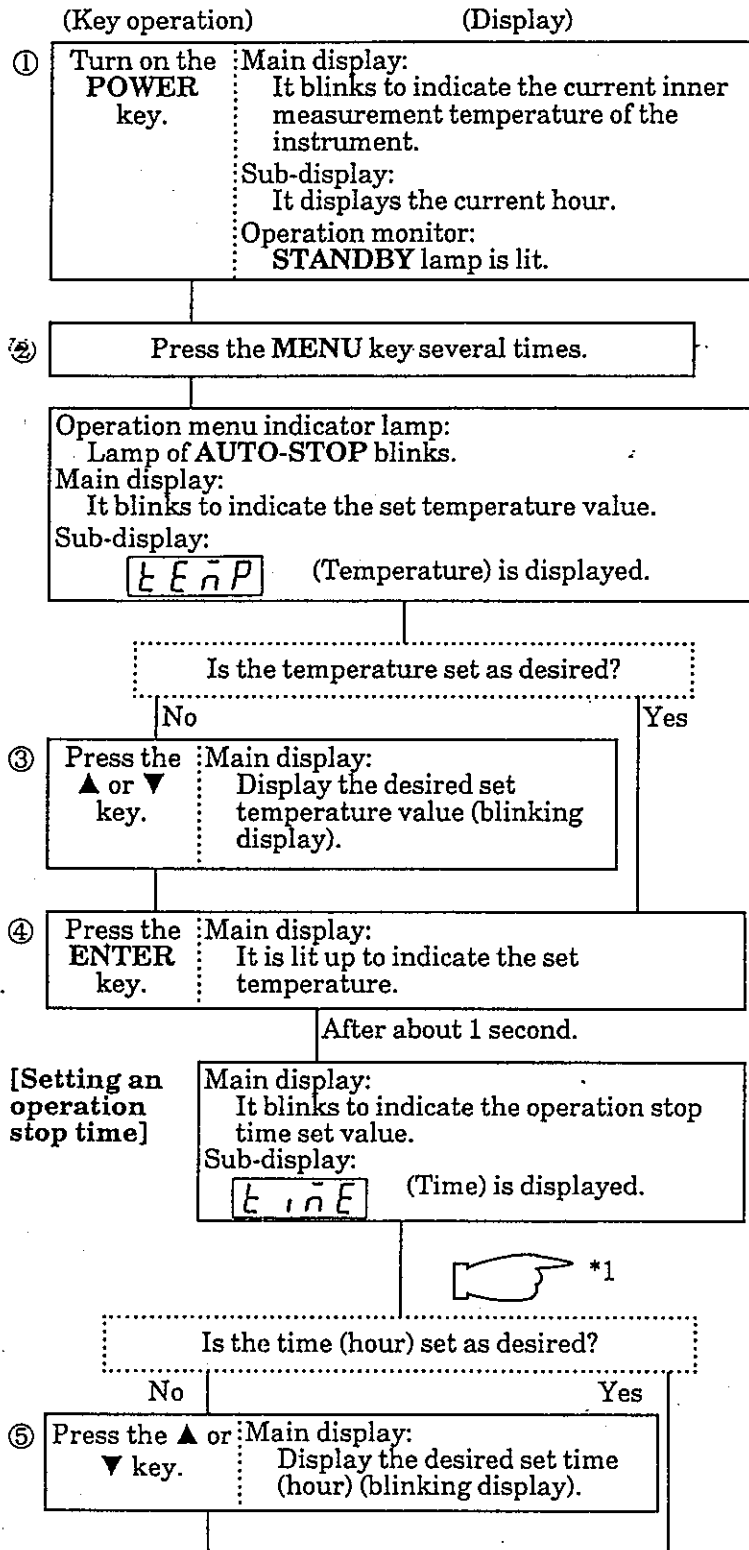 (Key operation) (Display)
① Turn on the Main display:
POWER It blinks to indicate the current inner
key. measurement temperature of the
instrument.
Sub-display:
It displays the current hour.
Operation monitor:
STANDBY lamp is lit.
② Press the MENU key several times.
Operation menu indicator lamp:
Lamp of AUTO-STOP blinks.
Main display:
It blinks to indicate the set temperature value.
Sub-display:
tEnP (Temperature) is displayed.
Is the temperature set as desired?
No Yes
③ Press the Main display:
▲ or ▼ Display the desired set
key. temperature value (blinking
display).
④ Press the Main display:
ENTER It is lit up to indicate the set
key. temperature.
After about 1 second.
[Setting an Main display:
operation It blinks to indicate the operation stop
stop time] time set value.
Sub-display:
tinE (Time) is displayed.
*1
Is the time (hour) set as desired?
No Yes
⑤ Press the ▲ or Main display:
▼ key. Display the desired set time
(hour) (blinking display).